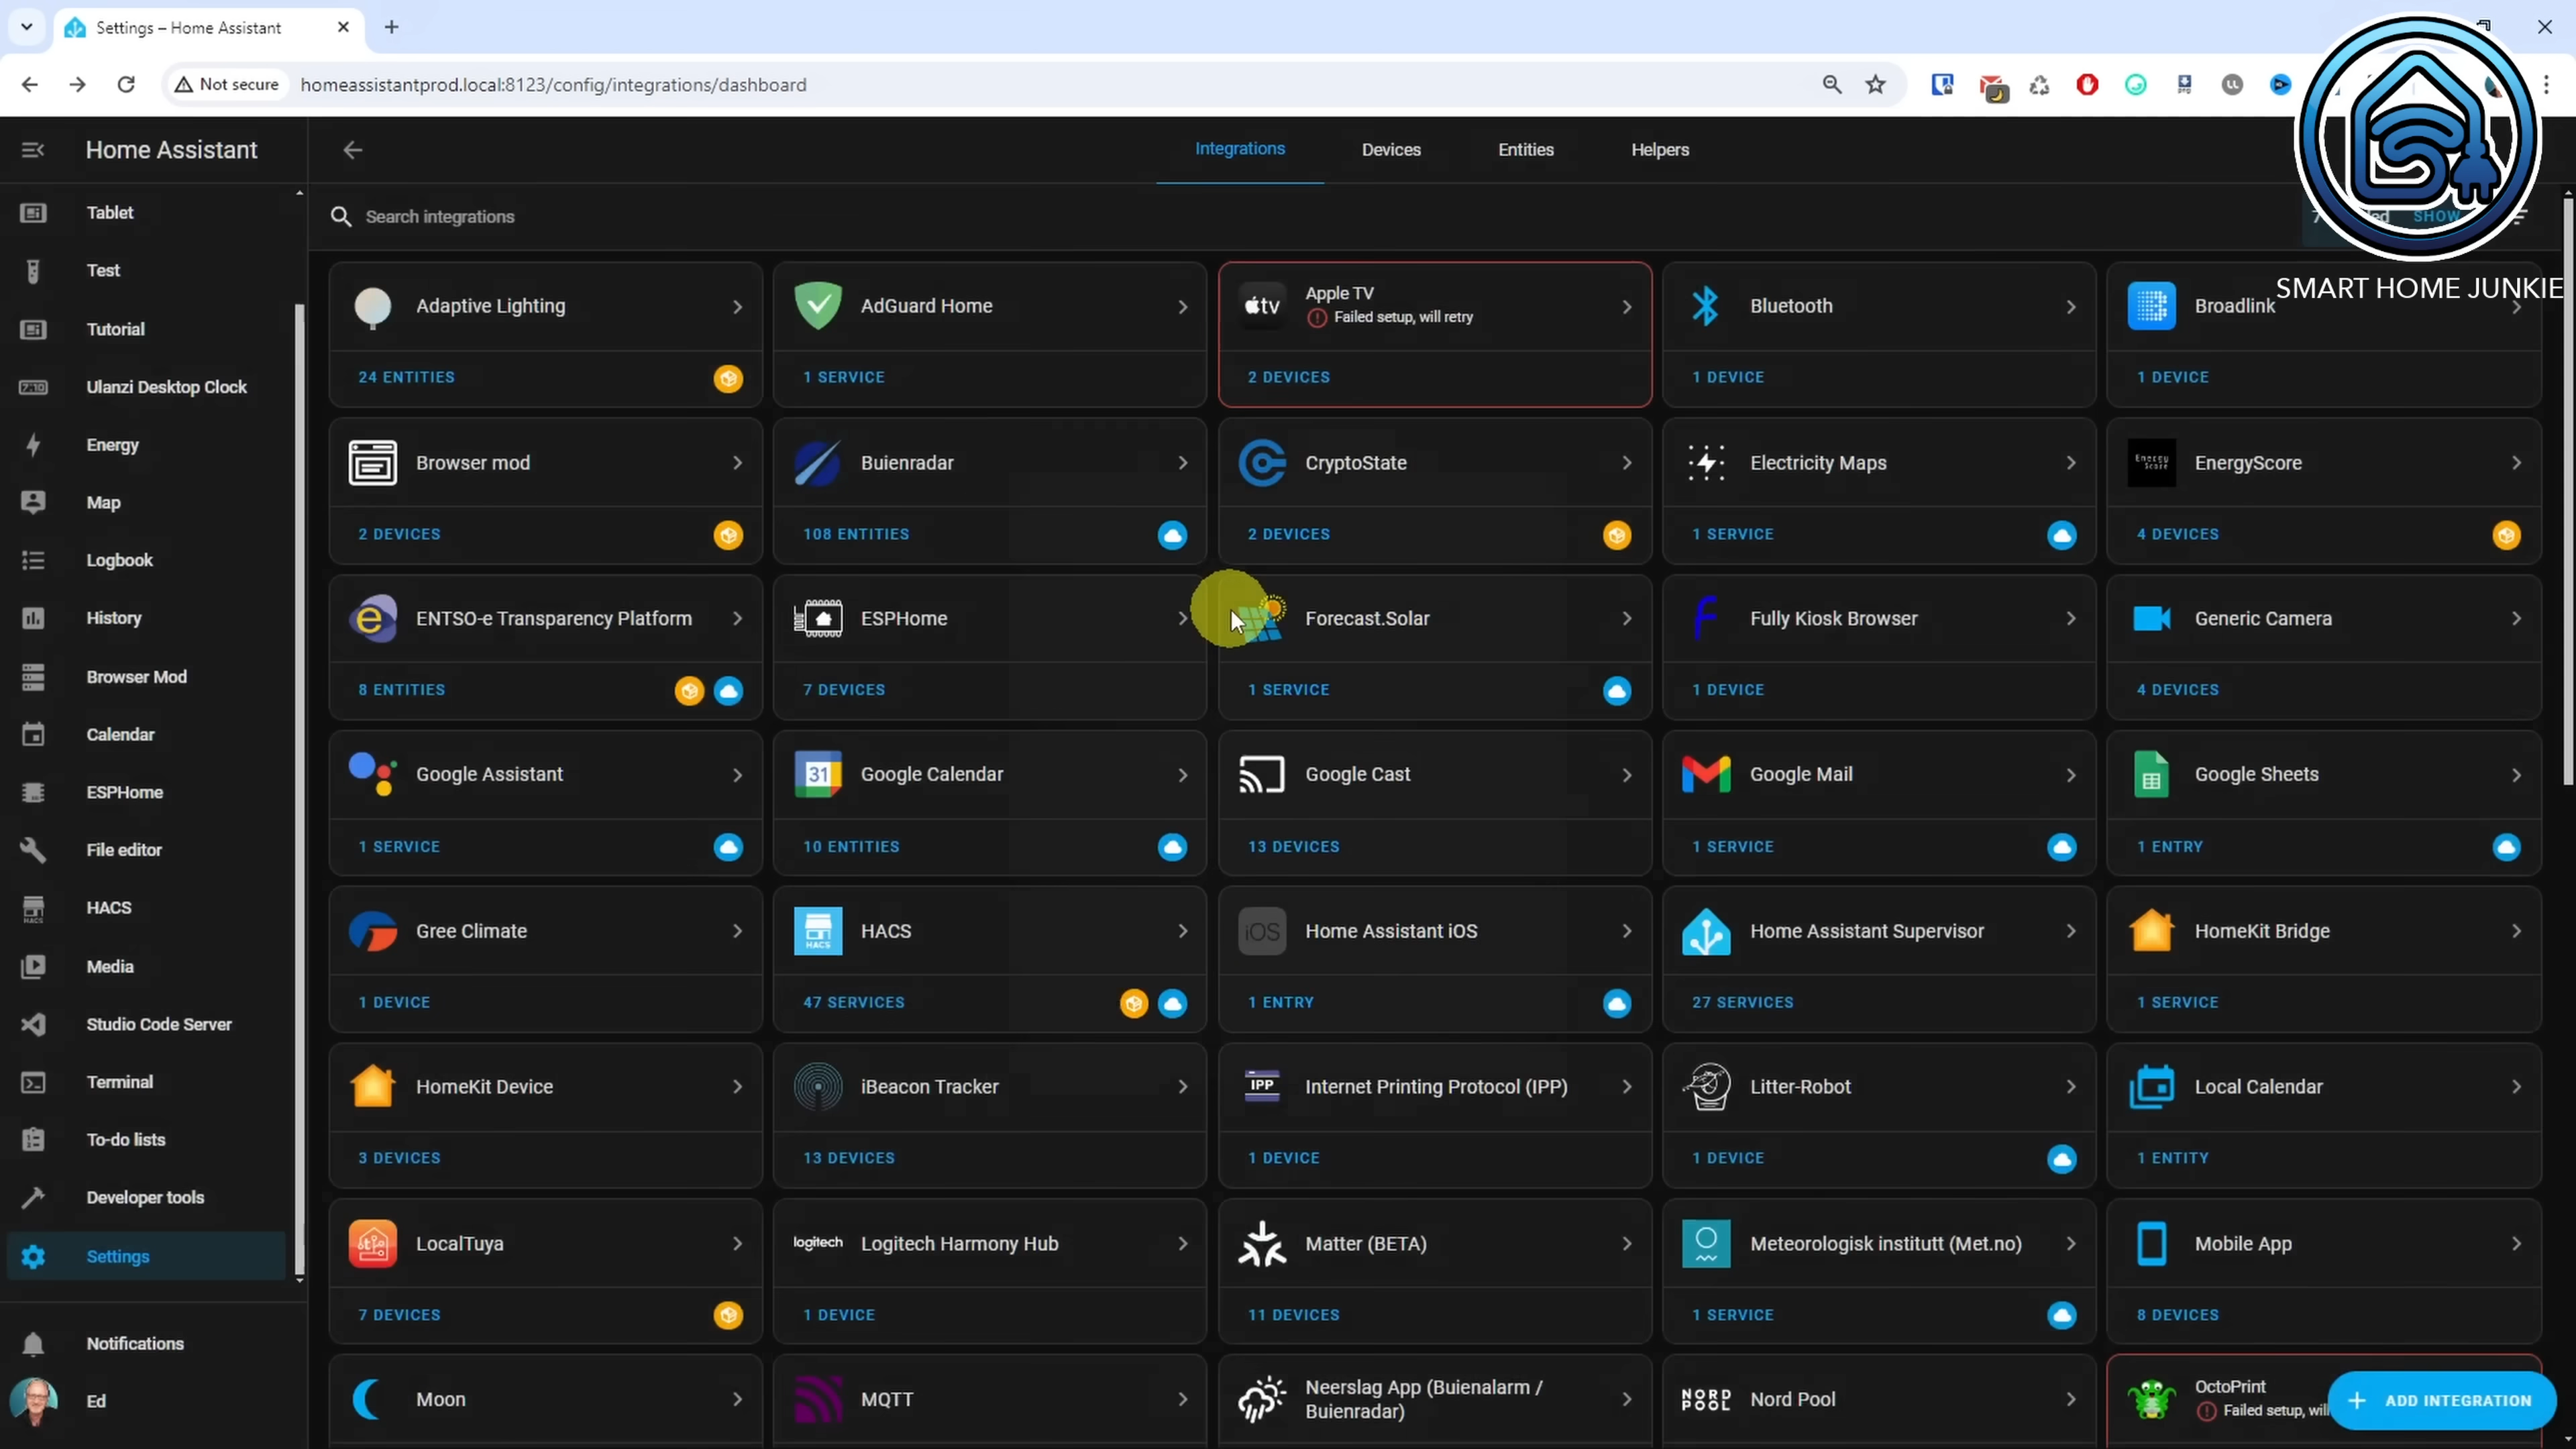 Settings – Home Assistant
Not secure
homeassistantprod.local:8123/config/integrations/dashboard
Home Assistant
Integrations
Devices
Entities
Helpers
Tablet
Test
Tutorial
Ulanzi Desktop Clock
Energy
Map
Logbook
History
Browser Mod
Calendar
ESPHome
File editor
HACS
Media
Studio Code Server
Terminal
To-do lists
Developer tools
Settings
Notifications
Ed
Search integrations
SHOW
SMART HOME JUNKIE
Adaptive Lighting
24 ENTITIES
AdGuard Home
1 SERVICE
Apple TV
Failed setup, will retry
2 DEVICES
Bluetooth
1 DEVICE
Broadlink
1 DEVICE
Browser mod
2 DEVICES
Buienradar
108 ENTITIES
CryptoState
2 DEVICES
Electricity Maps
1 SERVICE
Energy
Score
EnergyScore
4 DEVICES
ENTSO-e Transparency Platform
8 ENTITIES
ESPHome
7 DEVICES
Forecast.Solar
1 SERVICE
Fully Kiosk Browser
1 DEVICE
Generic Camera
4 DEVICES
Google Assistant
1 SERVICE
31
Google Calendar
10 ENTITIES
Google Cast
13 DEVICES
Google Mail
1 SERVICE
Google Sheets
1 ENTRY
Gree Climate
1 DEVICE
HACS
HACS
47 SERVICES
iOS
Home Assistant iOS
1 ENTRY
Home Assistant Supervisor
27 SERVICES
HomeKit Bridge
1 SERVICE
HomeKit Device
3 DEVICES
iBeacon Tracker
13 DEVICES
IPP
Internet Printing Protocol (IPP)
1 DEVICE
Litter-Robot
1 DEVICE
Local Calendar
1 ENTITY
LocalTuya
7 DEVICES
logitech
Logitech Harmony Hub
1 DEVICE
Matter (BETA)
11 DEVICES
Meteorologisk institutt (Met.no)
1 SERVICE
Mobile App
8 DEVICES
Moon
MQTT
Neerslag App (Buienalarm /
Buienradar)
NORD
POOL
Nord Pool
OctoPrint
Failed setup, will
ADD INTEGRATION